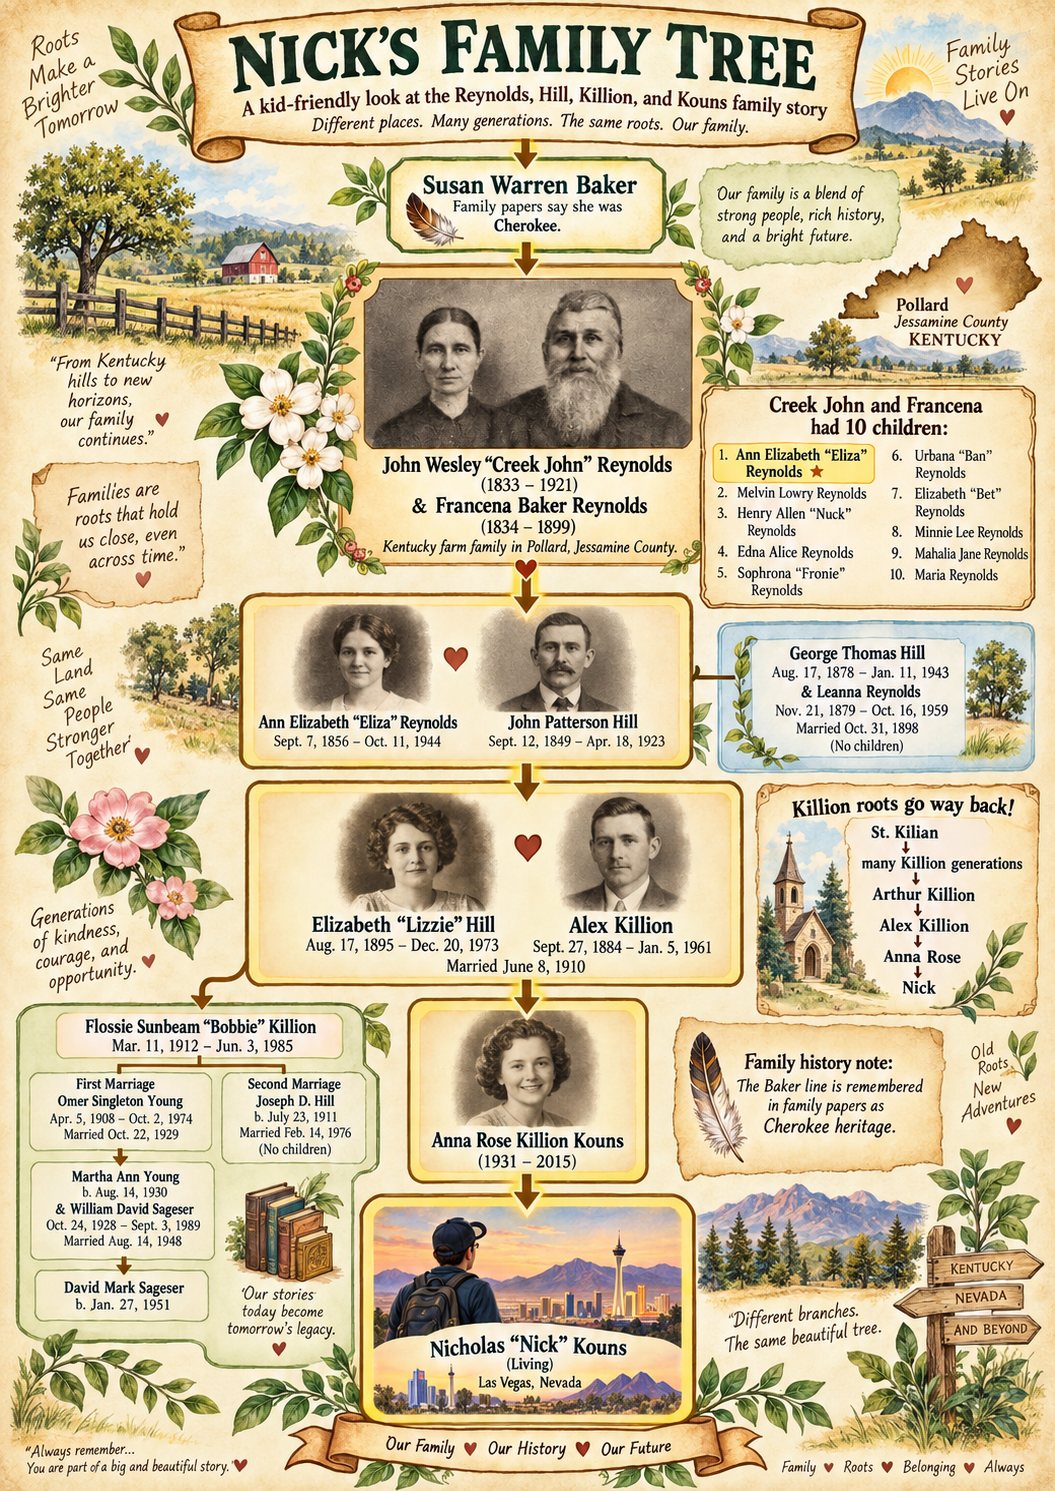 Roots
Make a
Brighter
Tomorrow
NICK'S FAMILY TREE
A kid-friendly look at the Reynolds, Hill, Killion, and Kouns family story
Different places. Many generations. The same roots. Our family.
Family
Stories
Live On
Susan Warren Baker
Family papers say she was
Cherokee.
Our family is a blend of
strong people, rich history,
and a bright future.
Pollard
Jessamine County
KENTUCKY
"From Kentucky
hills to new
horizons,
our family
continues."
John Wesley "Creek John" Reynolds
(1833 – 1921)
& Francena Baker Reynolds
(1834 – 1899)
Kentucky farm family in Pollard, Jessamine County.
Creek John and Francena
had 10 children:
1. Ann Elizabeth "Eliza"
Reynolds ★
2. Melvin Lowry Reynolds
3. Henry Allen "Nuck"
Reynolds
4. Edna Alice Reynolds
5. Sophrona "Fronie"
Reynolds
6. Urbana "Ban"
Reynolds
7. Elizabeth "Bet"
Reynolds
8. Minnie Lee Reynolds
9. Mahalia Jane Reynolds
10. Maria Reynolds
Families are
roots that hold
us close, even
across time."
Same
Land
Same
People
Stronger
Together'
Ann Elizabeth "Eliza" Reynolds
Sept. 7, 1856 – Oct. 11, 1944
John Patterson Hill
Sept. 12, 1849 – Apr. 18, 1923
George Thomas Hill
Aug. 17, 1878 – Jan. 11, 1943
& Leanna Reynolds
Nov. 21, 1879 – Oct. 16, 1959
Married Oct. 31, 1898
(No children)
Elizabeth "Lizzie" Hill
Aug. 17, 1895 – Dec. 20, 1973
Alex Killion
Sept. 27, 1884 – Jan. 5, 1961
Married June 8, 1910
Killion roots go way back!
St. Kilian
many Killion generations
Arthur Killion
Alex Killion
Anna Rose
Nick
Generations
of kindness,
courage, and
opportunity.
Flossie Sunbeam "Bobbie" Killion
Mar. 11, 1912 – Jun. 3, 1985
First Marriage
Omer Singleton Young
Apr. 5, 1908 – Oct. 2, 1974
Married Oct. 22, 1929
Second Marriage
Joseph D. Hill
b. July 23, 1911
Married Feb. 14, 1976
(No children)
Martha Ann Young
b. Aug. 14, 1930
& William David Sageser
Oct. 24, 1928 – Sept. 3, 1989
Married Aug. 14, 1948
David Mark Sageser
b. Jan. 27, 1951
'Our stories
today become
tomorrow's legacy.
Anna Rose Killion Kouns
(1931 – 2015)
Family history note:
The Baker line is remembered
in family papers as
Cherokee heritage.
Old
Roots
New
Adventures
Nicholas "Nick" Kouns
(Living)
Las Vegas, Nevada
KENTUCKY
NEVADA
AND BEYOND
"Different branches.
The same beautiful tree.
"Always remember...
You are part of a big and beautiful story."
Our Family ♥ Our History ♥ Our Future
Family ♥ Roots ♥ Belonging ♥ Always